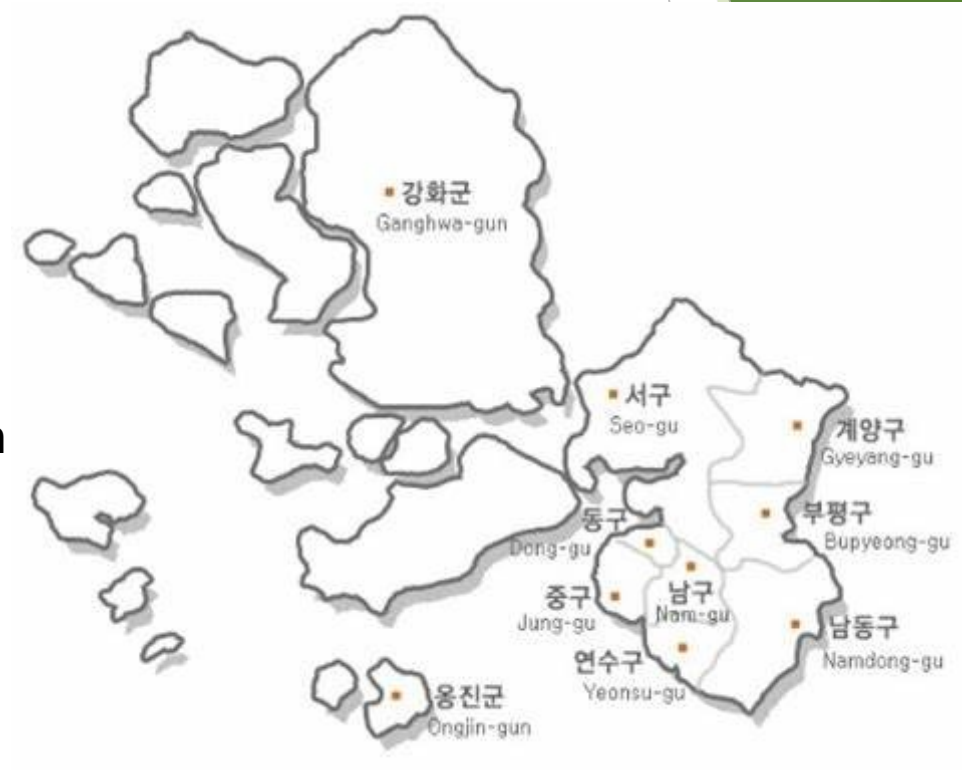 강화군
Ganghwa-gun
서구
Seo-gu
계양구
Gyeyang-gu
부평구
Bupyeong-gu
동구
Dong-gu
중구
Jung-gu
남구
Nam-gu
남동구
Namdong-gu
연수구
Yeonsu-gu
옹진군
Ongjin-gun